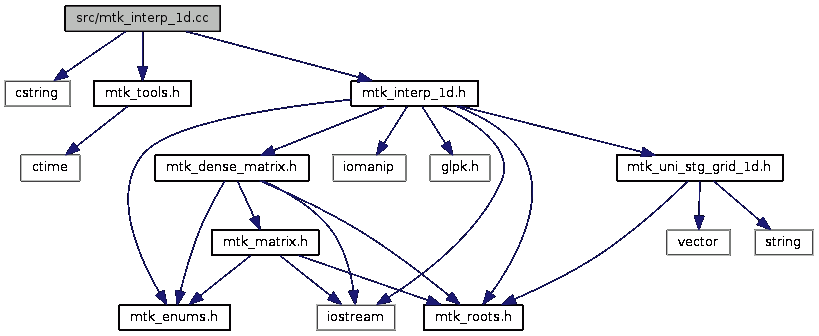 src/mtk_interp_1d.cc
cstring
mtk_tools.h
mtk_interp_1d.h
ctime
mtk_dense_matrix.h
iomanip
glpk.h
mtk_uni_stg_grid_1d.h
mtk_matrix.h
vector
string
mtk_enums.h
iostream
mtk_roots.h